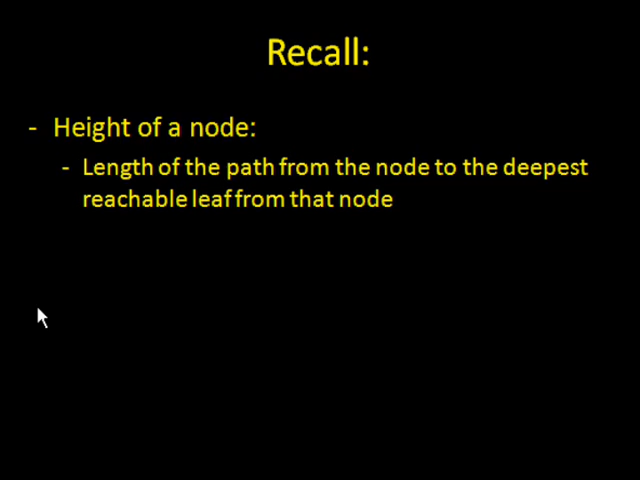 Recall:
- Height of a node:
- Length of the path from the node to the deepest
reachable leaf from that node